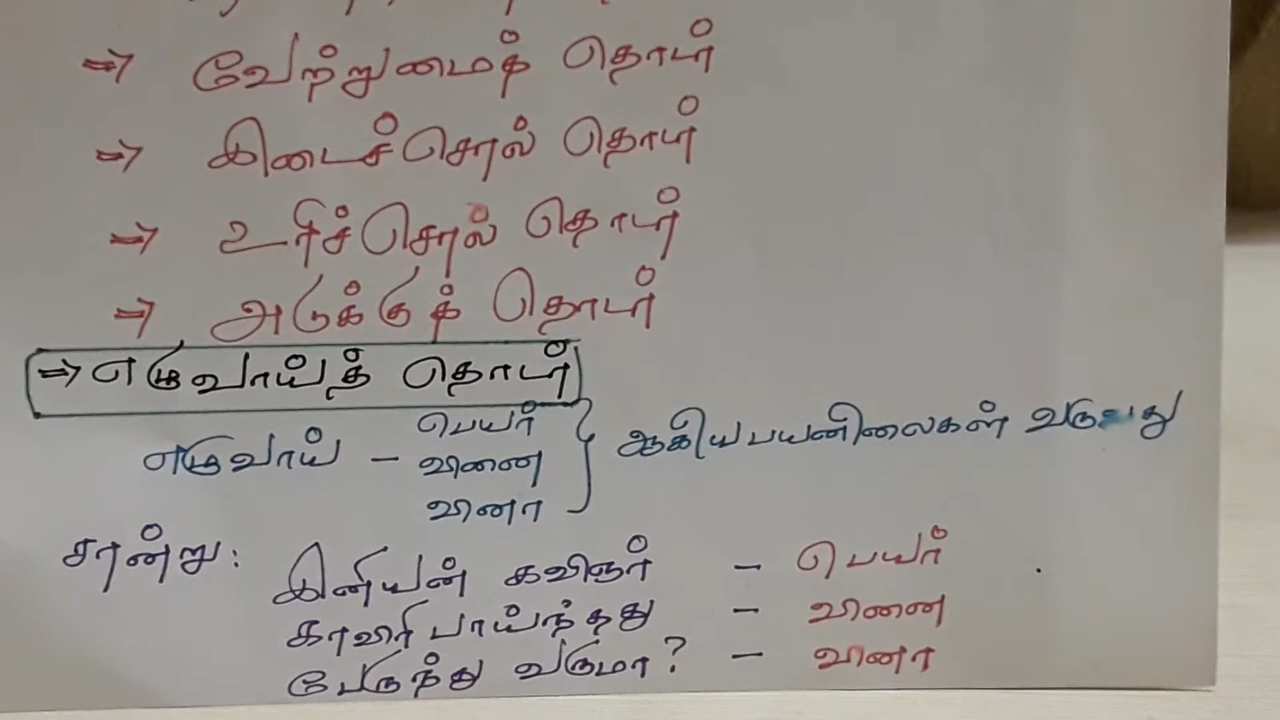 ⇒ வேற்றுமைத் தொடர்
⇒ இடைச்சொல் தொடர்
⇒ உரிச்சொல் தொடர்
⇒ அடுக்குத் தொடர்
⇒ எழுவாய்த் தொடர்
பெயர்
எழுவாய் - வினை } ஆகிய பயனிலைகள் வருவது
வினா
சான்று :
இனியன் கவிஞர் - பெயர்
காவிரி பாய்ந்தது - வினை
பேருந்து வருமா? - வினா